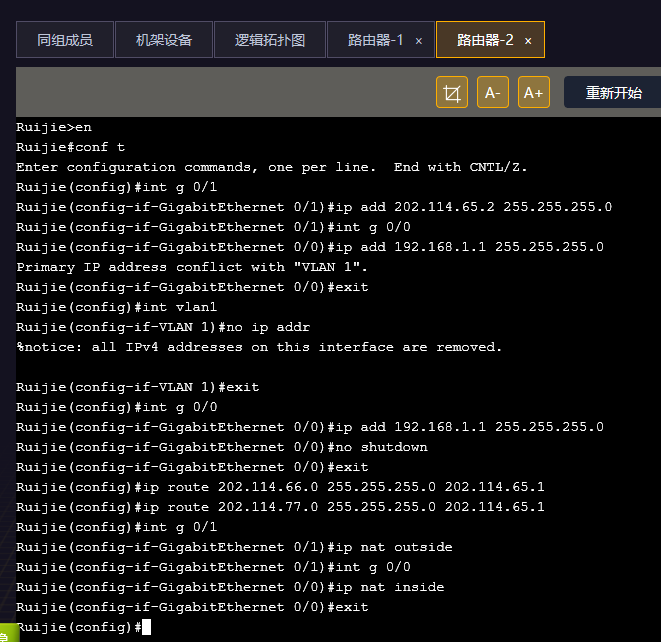 同组成员 机架设备 逻辑拓扑图 路由器-1 × 路由器-2 ×
A- A+ 重新开始
Ruijie>en
Ruijie#conf t
Enter configuration commands, one per line.  End with CNTL/Z.
Ruijie(config)#int g 0/1
Ruijie(config-if-GigabitEthernet 0/1)#ip add 202.114.65.2 255.255.255.0
Ruijie(config-if-GigabitEthernet 0/1)#int g 0/0
Ruijie(config-if-GigabitEthernet 0/0)#ip add 192.168.1.1 255.255.255.0
Primary IP address conflict with "VLAN 1".
Ruijie(config-if-GigabitEthernet 0/0)#exit
Ruijie(config)#int vlan1
Ruijie(config-if-VLAN 1)#no ip addr
%notice: all IPv4 addresses on this interface are removed.
Ruijie(config-if-VLAN 1)#exit
Ruijie(config)#int g 0/0
Ruijie(config-if-GigabitEthernet 0/0)#ip add 192.168.1.1 255.255.255.0
Ruijie(config-if-GigabitEthernet 0/0)#no shutdown
Ruijie(config-if-GigabitEthernet 0/0)#exit
Ruijie(config)#ip route 202.114.66.0 255.255.255.0 202.114.65.1
Ruijie(config)#ip route 202.114.77.0 255.255.255.0 202.114.65.1
Ruijie(config)#int g 0/1
Ruijie(config-if-GigabitEthernet 0/1)#ip nat outside
Ruijie(config-if-GigabitEthernet 0/1)#int g 0/0
Ruijie(config-if-GigabitEthernet 0/0)#ip nat inside
Ruijie(config-if-GigabitEthernet 0/0)#exit
Ruijie(config)#